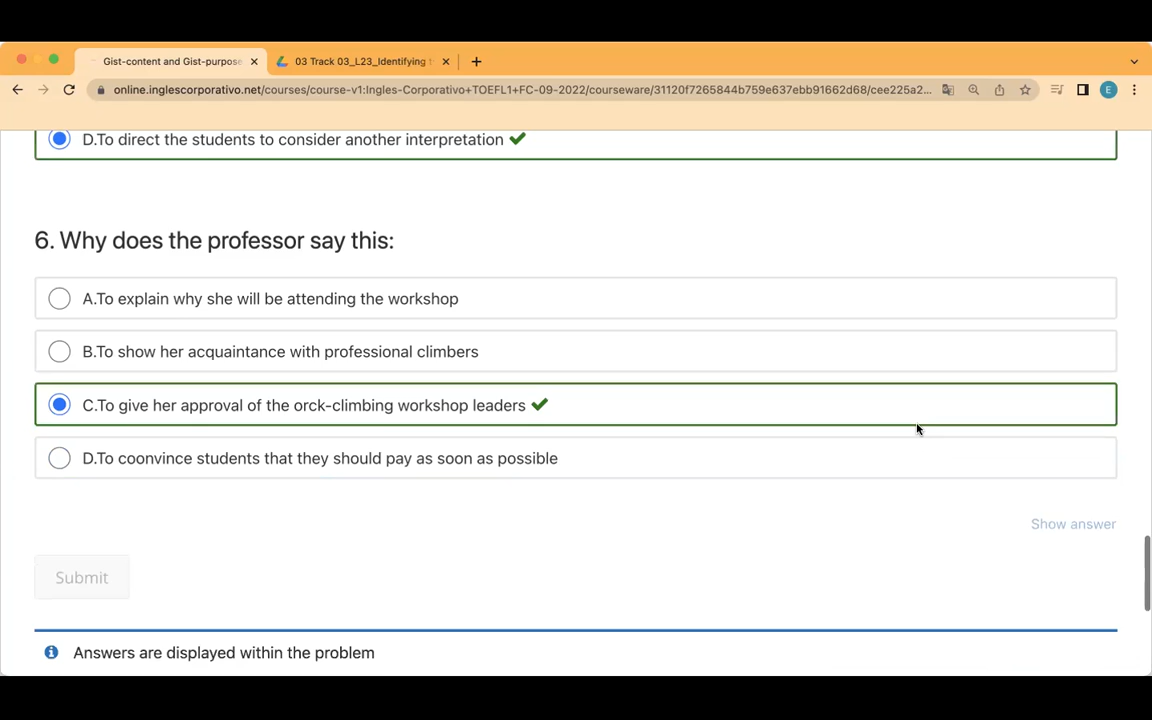 Gist-content and Gist-purpose
03 Track 03_L23_Identifying
online.inglescorporativo.net/courses/course-v1:Ingles-Corporativo+TOEFL1+FC-09-2022/courseware/31120f7265844b759e637ebb91662d68/cee225a2...
E
D.To direct the students to consider another interpretation
6. Why does the professor say this:
A.To explain why she will be attending the workshop
B.To show her acquaintance with professional climbers
C.To give her approval of the orck-climbing workshop leaders
D.To coonvince students that they should pay as soon as possible
Show answer
Submit
Answers are displayed within the problem